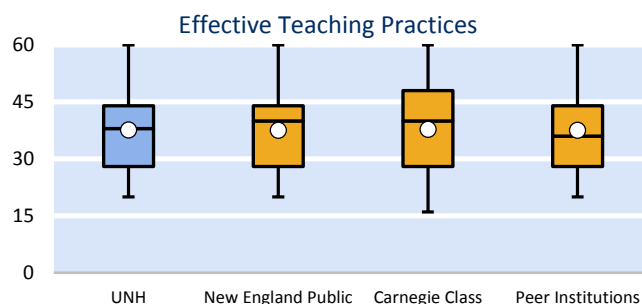 Effective Teaching Practices
60
45
30
15
0
UNH New England Public Carnegie Class Peer Institutions